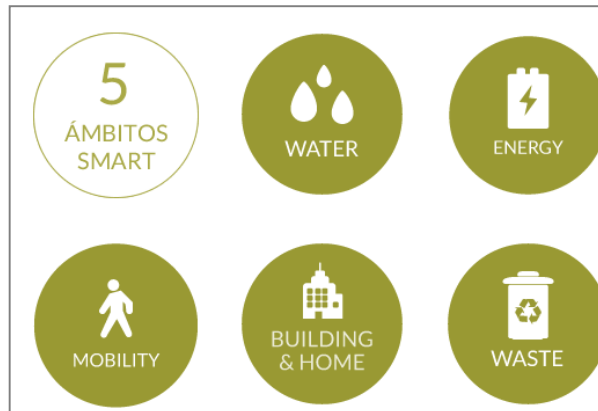 5
ÁMBITOS
SMART
WATER
ENERGY
MOBILITY
BUILDING
& HOME
WASTE